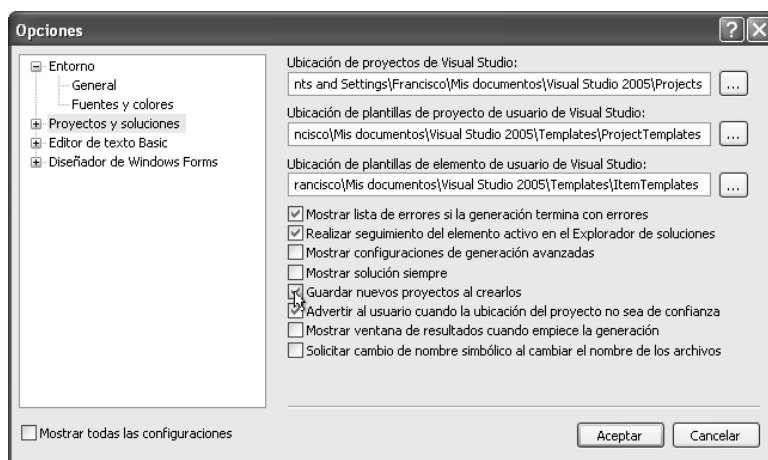 Opciones
Entorno
General
Fuentes y colores
Proyectos y soluciones
Editor de texto Basic
Diseñador de Windows Forms
Ubicación de proyectos de Visual Studio:
nts and Settings\Francisco\Mis documentos\Visual Studio 2005\Projects
...
Ubicación de plantillas de proyecto de usuario de Visual Studio:
ncisco\Mis documentos\Visual Studio 2005\Templates\ProjectTemplates
...
Ubicación de plantillas de elemento de usuario de Visual Studio:
rancisco\Mis documentos\Visual Studio 2005\Templates\ItemTemplates
...
Mostrar lista de errores si la generación termina con errores
Realizar seguimiento del elemento activo en el Explorador de soluciones
Mostrar configuraciones de generación avanzadas
Mostrar solución siempre
Guardar nuevos proyectos al crearlos
Advertir al usuario cuando la ubicación del proyecto no sea de confianza
Mostrar ventana de resultados cuando empiece la generación
Solicitar cambio de nombre simbólico al cambiar el nombre de los archivos
Mostrar todas las configuraciones
Aceptar
Cancelar